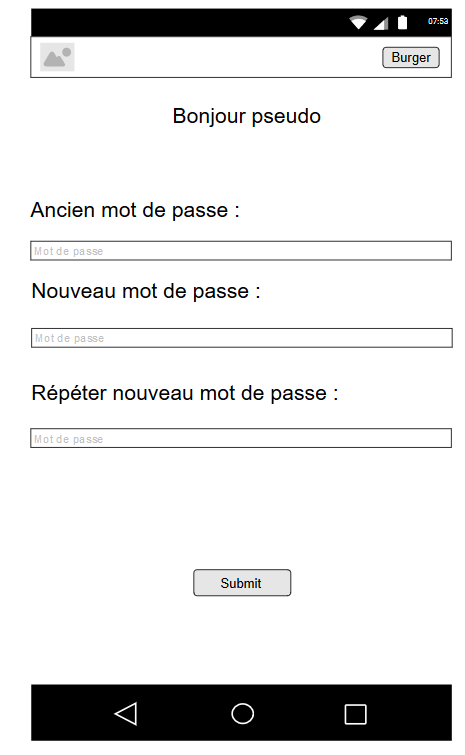 07:53
Burger
Bonjour pseudo
Ancien mot de passe :
Mot de passe
Nouveau mot de passe :
Mot de passe
Répéter nouveau mot de passe :
Mot de passe
Submit